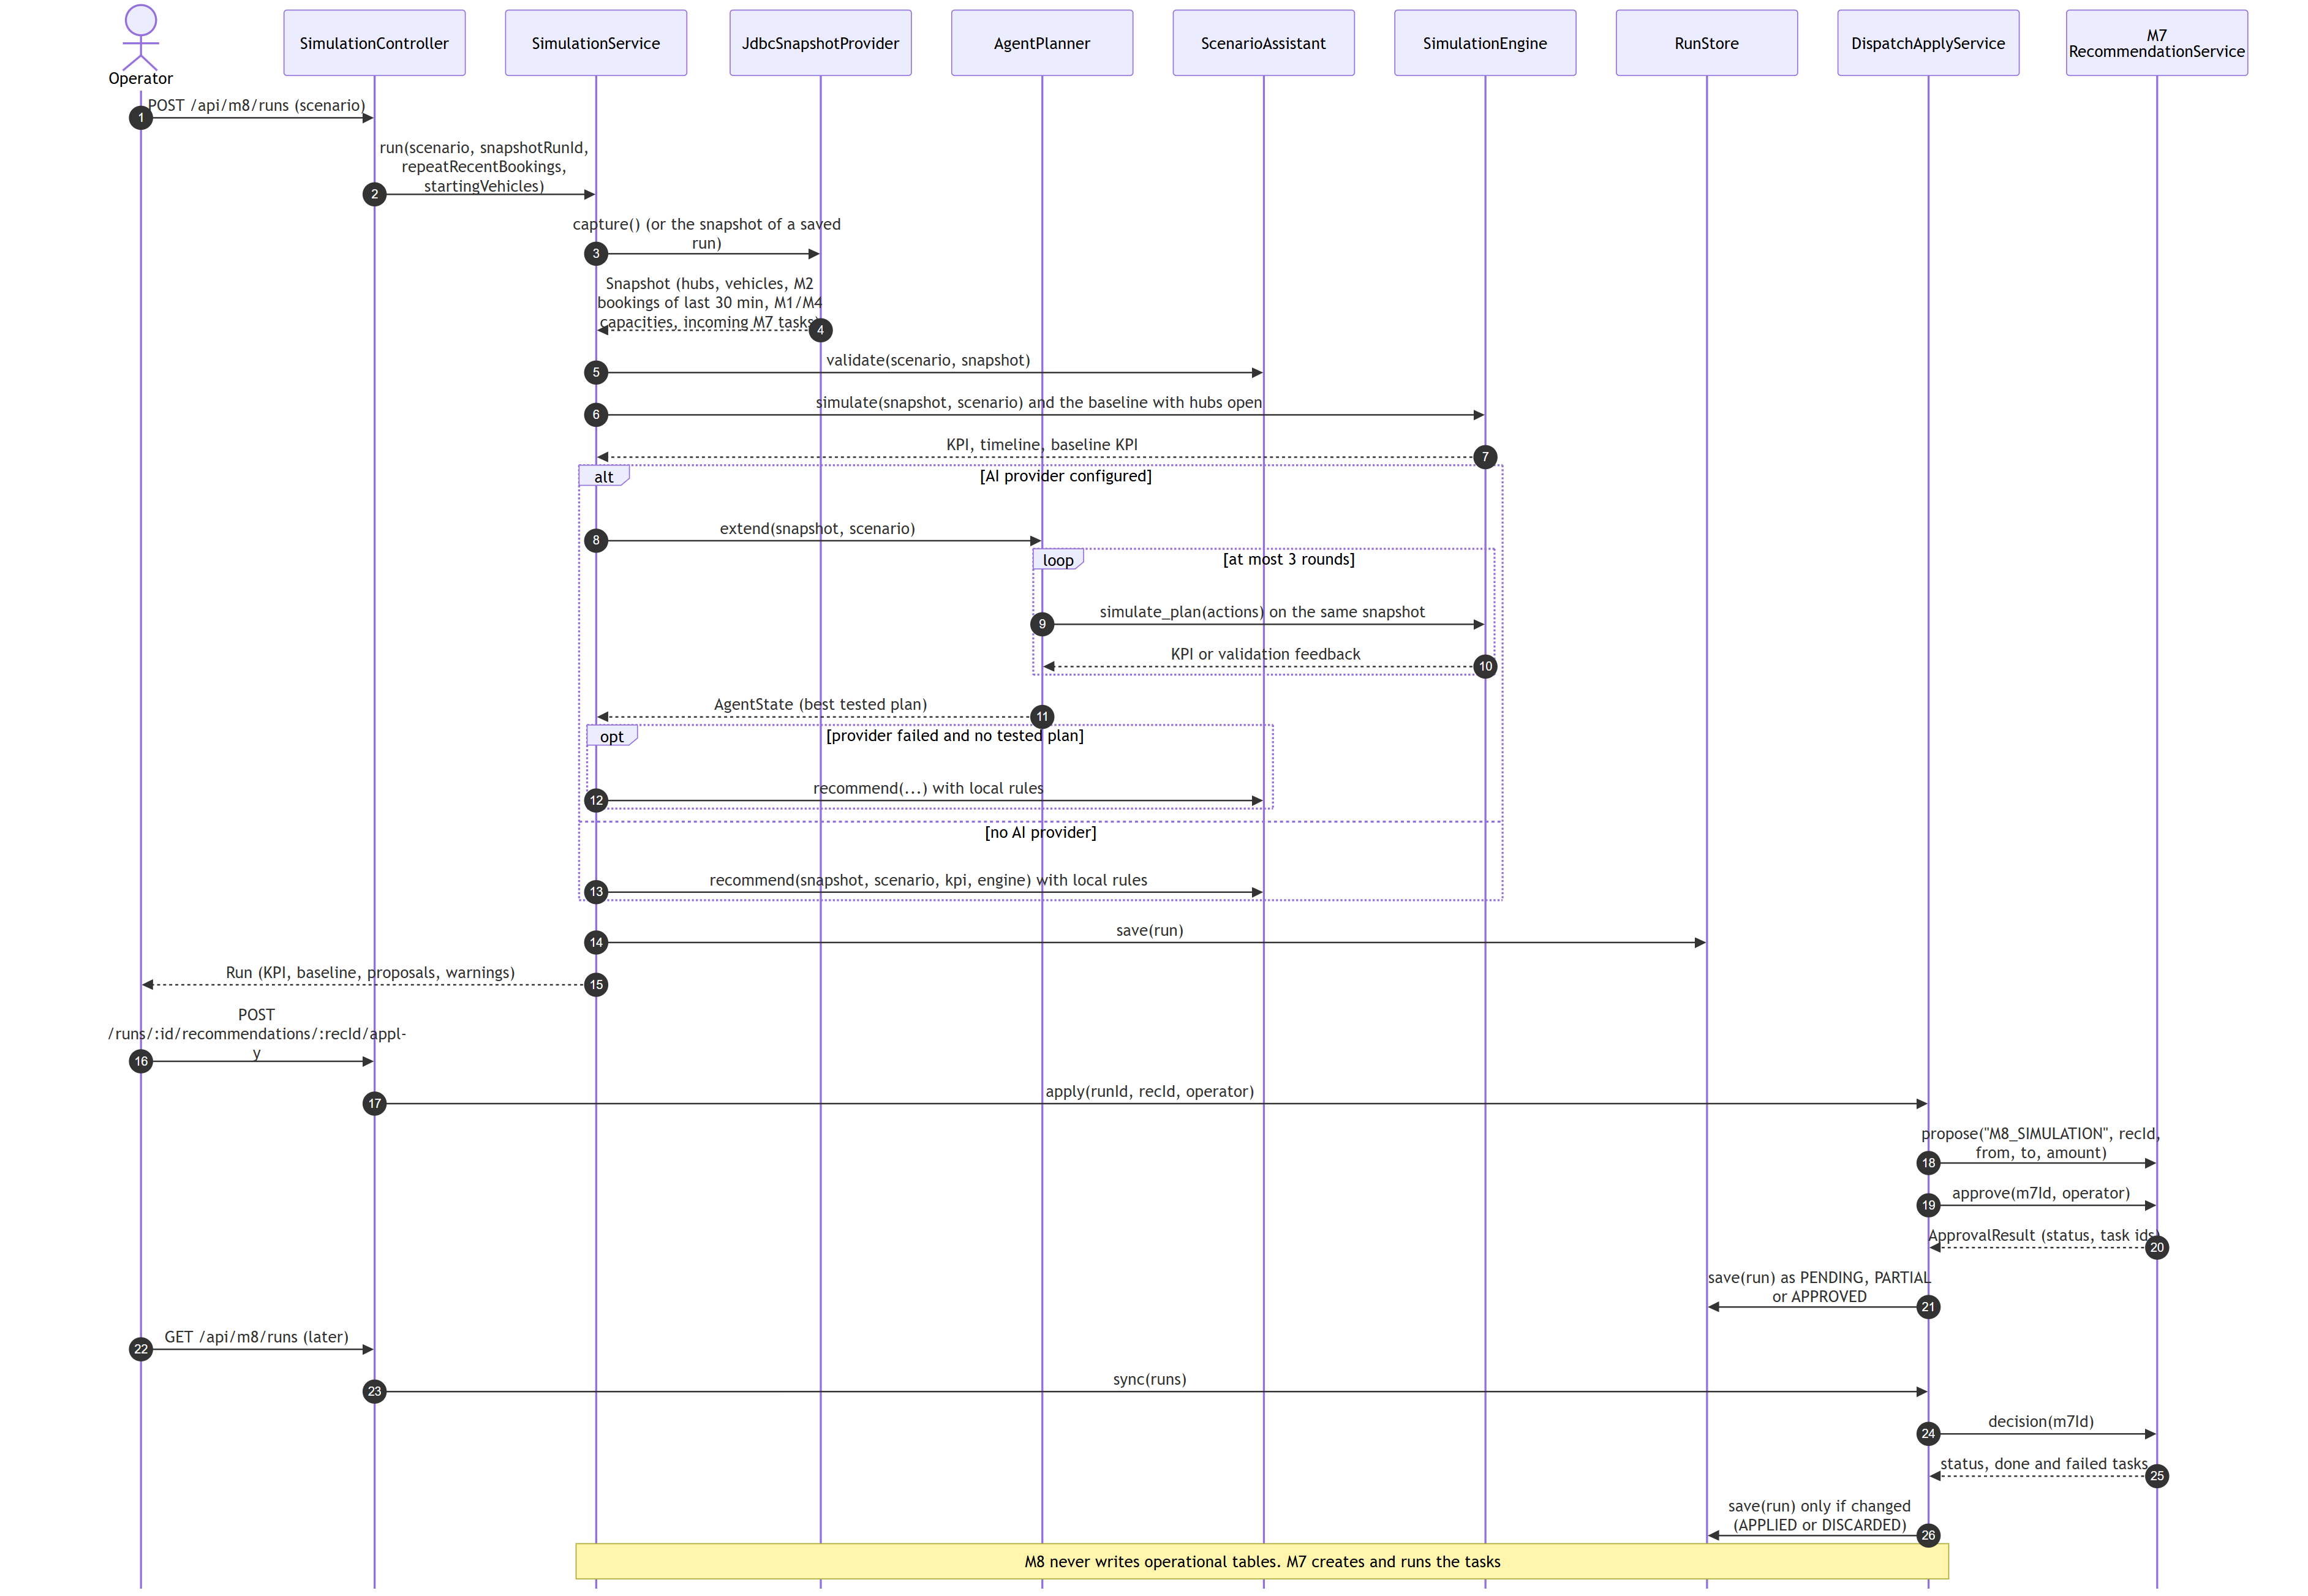 Operator
SimulationController
SimulationService
JdbcSnapshotProvider
AgentPlanner
ScenarioAssistant
SimulationEngine
RunStore
DispatchApplyService
M7
RecommendationService
POST /api/m8/runs (scenario)
1
run(scenario, snapshotRunId,
repeatRecentBookings,
startingVehicles)
2
capture() (or the snapshot of a saved
run)
3
Snapshot (hubs, vehicles, M2
bookings of last 30 min, M1/M4
capacities, incoming M7 tasks)
4
validate(scenario, snapshot)
5
simulate(snapshot, scenario) and the baseline with hubs open
6
KPI, timeline, baseline KPI
7
alt
[AI provider configured]
extend(snapshot, scenario)
8
loop
[at most 3 rounds]
simulate_plan(actions) on the same snapshot
9
KPI or validation feedback
10
AgentState (best tested plan)
11
opt
[provider failed and no tested plan]
recommend(...) with local rules
12
[no AI provider]
recommend(snapshot, scenario, kpi, engine) with local rules
13
save(run)
14
Run (KPI, baseline, proposals, warnings)
15
POST
/runs/:id/recommendations/:recId/appl-
y
16
apply(runId, recId, operator)
17
propose("M8_SIMULATION", recId,
from, to, amount)
18
approve(m7Id, operator)
19
ApprovalResult (status, task ids)
20
save(run) as PENDING, PARTIAL
or APPROVED
21
GET /api/m8/runs (later)
22
sync(runs)
23
decision(m7Id)
24
status, done and failed tasks
25
save(run) only if changed
(APPLIED or DISCARDED)
26
M8 never writes operational tables. M7 creates and runs the tasks